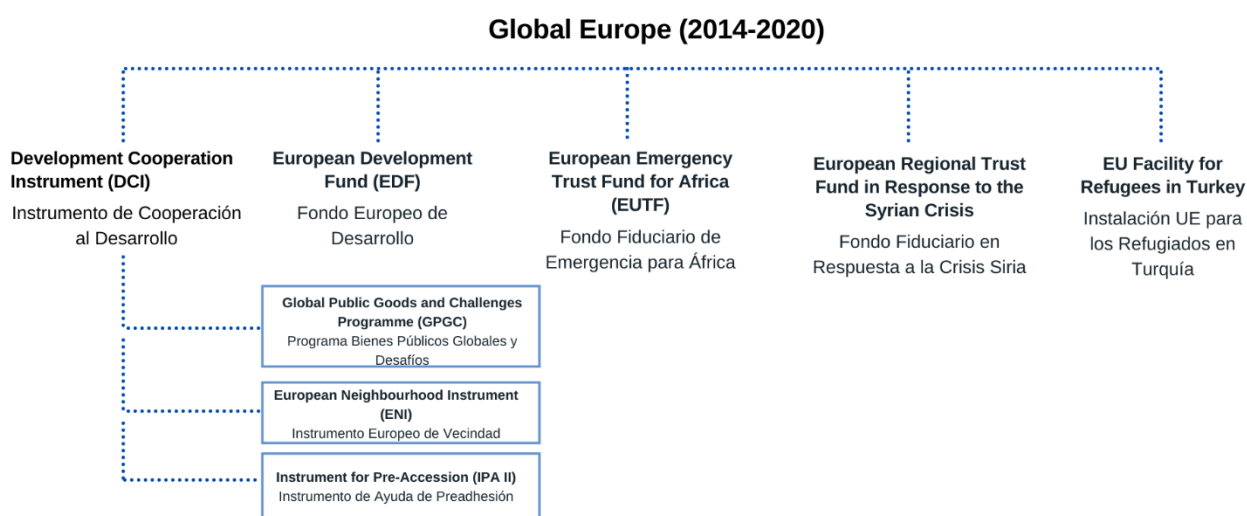 Global Europe (2014-2020)
Development Cooperation
Instrument (DCI)
Instrumento de Cooperación
al Desarrollo
European Development
Fund (EDF)
Fondo Europeo de
Desarrollo
European Emergency
Trust Fund for Africa
(EUTF)
Fondo Fiduciario de
Emergencia para África
European Regional Trust
Fund in Response to the
Syrian Crisis
Fondo Fiduciario en
Respuesta a la Crisis Siria
EU Facility for
Refugees in Turkey
Instalación UE para
los Refugiados en
Turquía
Global Public Goods and Challenges
Programme (GPGC)
Programa Bienes Públicos Globales y
Desafíos
European Neighbourhood Instrument
(ENI)
Instrumento Europeo de Vecindad
Instrument for Pre-Accession (IPA II)
Instrumento de Ayuda de Preadhesión